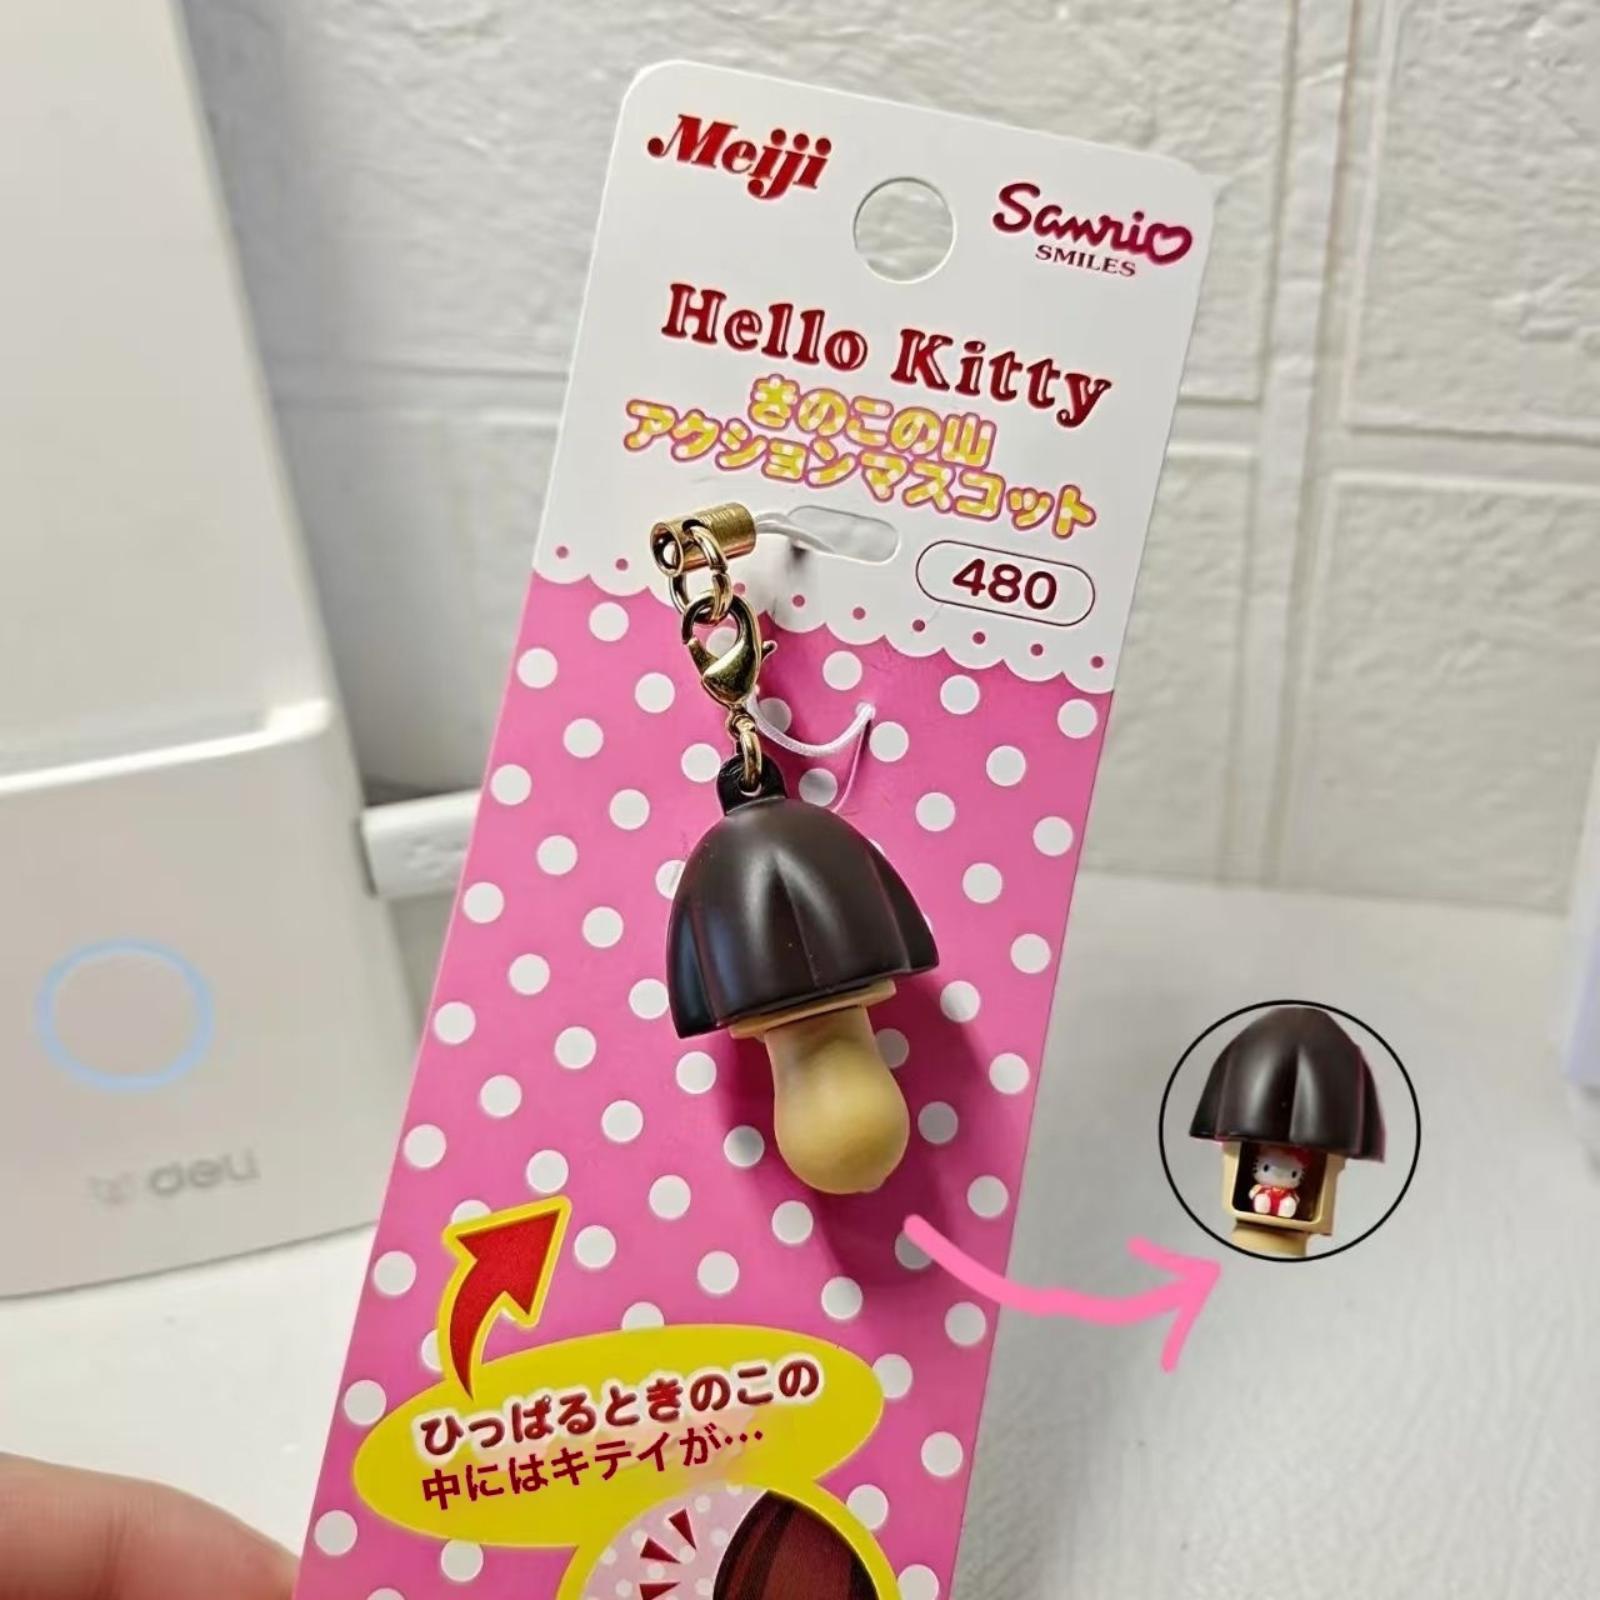 Meiji
Sanrio
SMILES
Hello Kitty
きのこの山
アクションマスコット
480
deli
ひっぱるときのこの
中にはキティが…